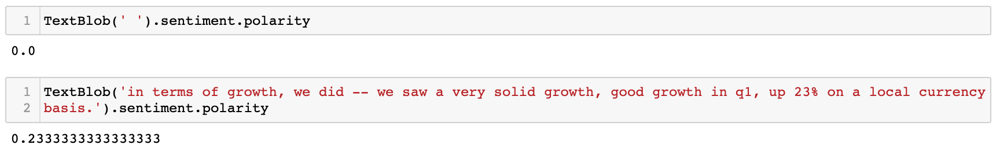 1 TextBlob(' ').sentiment.polarity
0.0
1 TextBlob('in terms of growth, we did -- we saw a very solid growth, good growth in q1, up 23% on a local currency
2 basis.').sentiment.polarity
0.2333333333333333